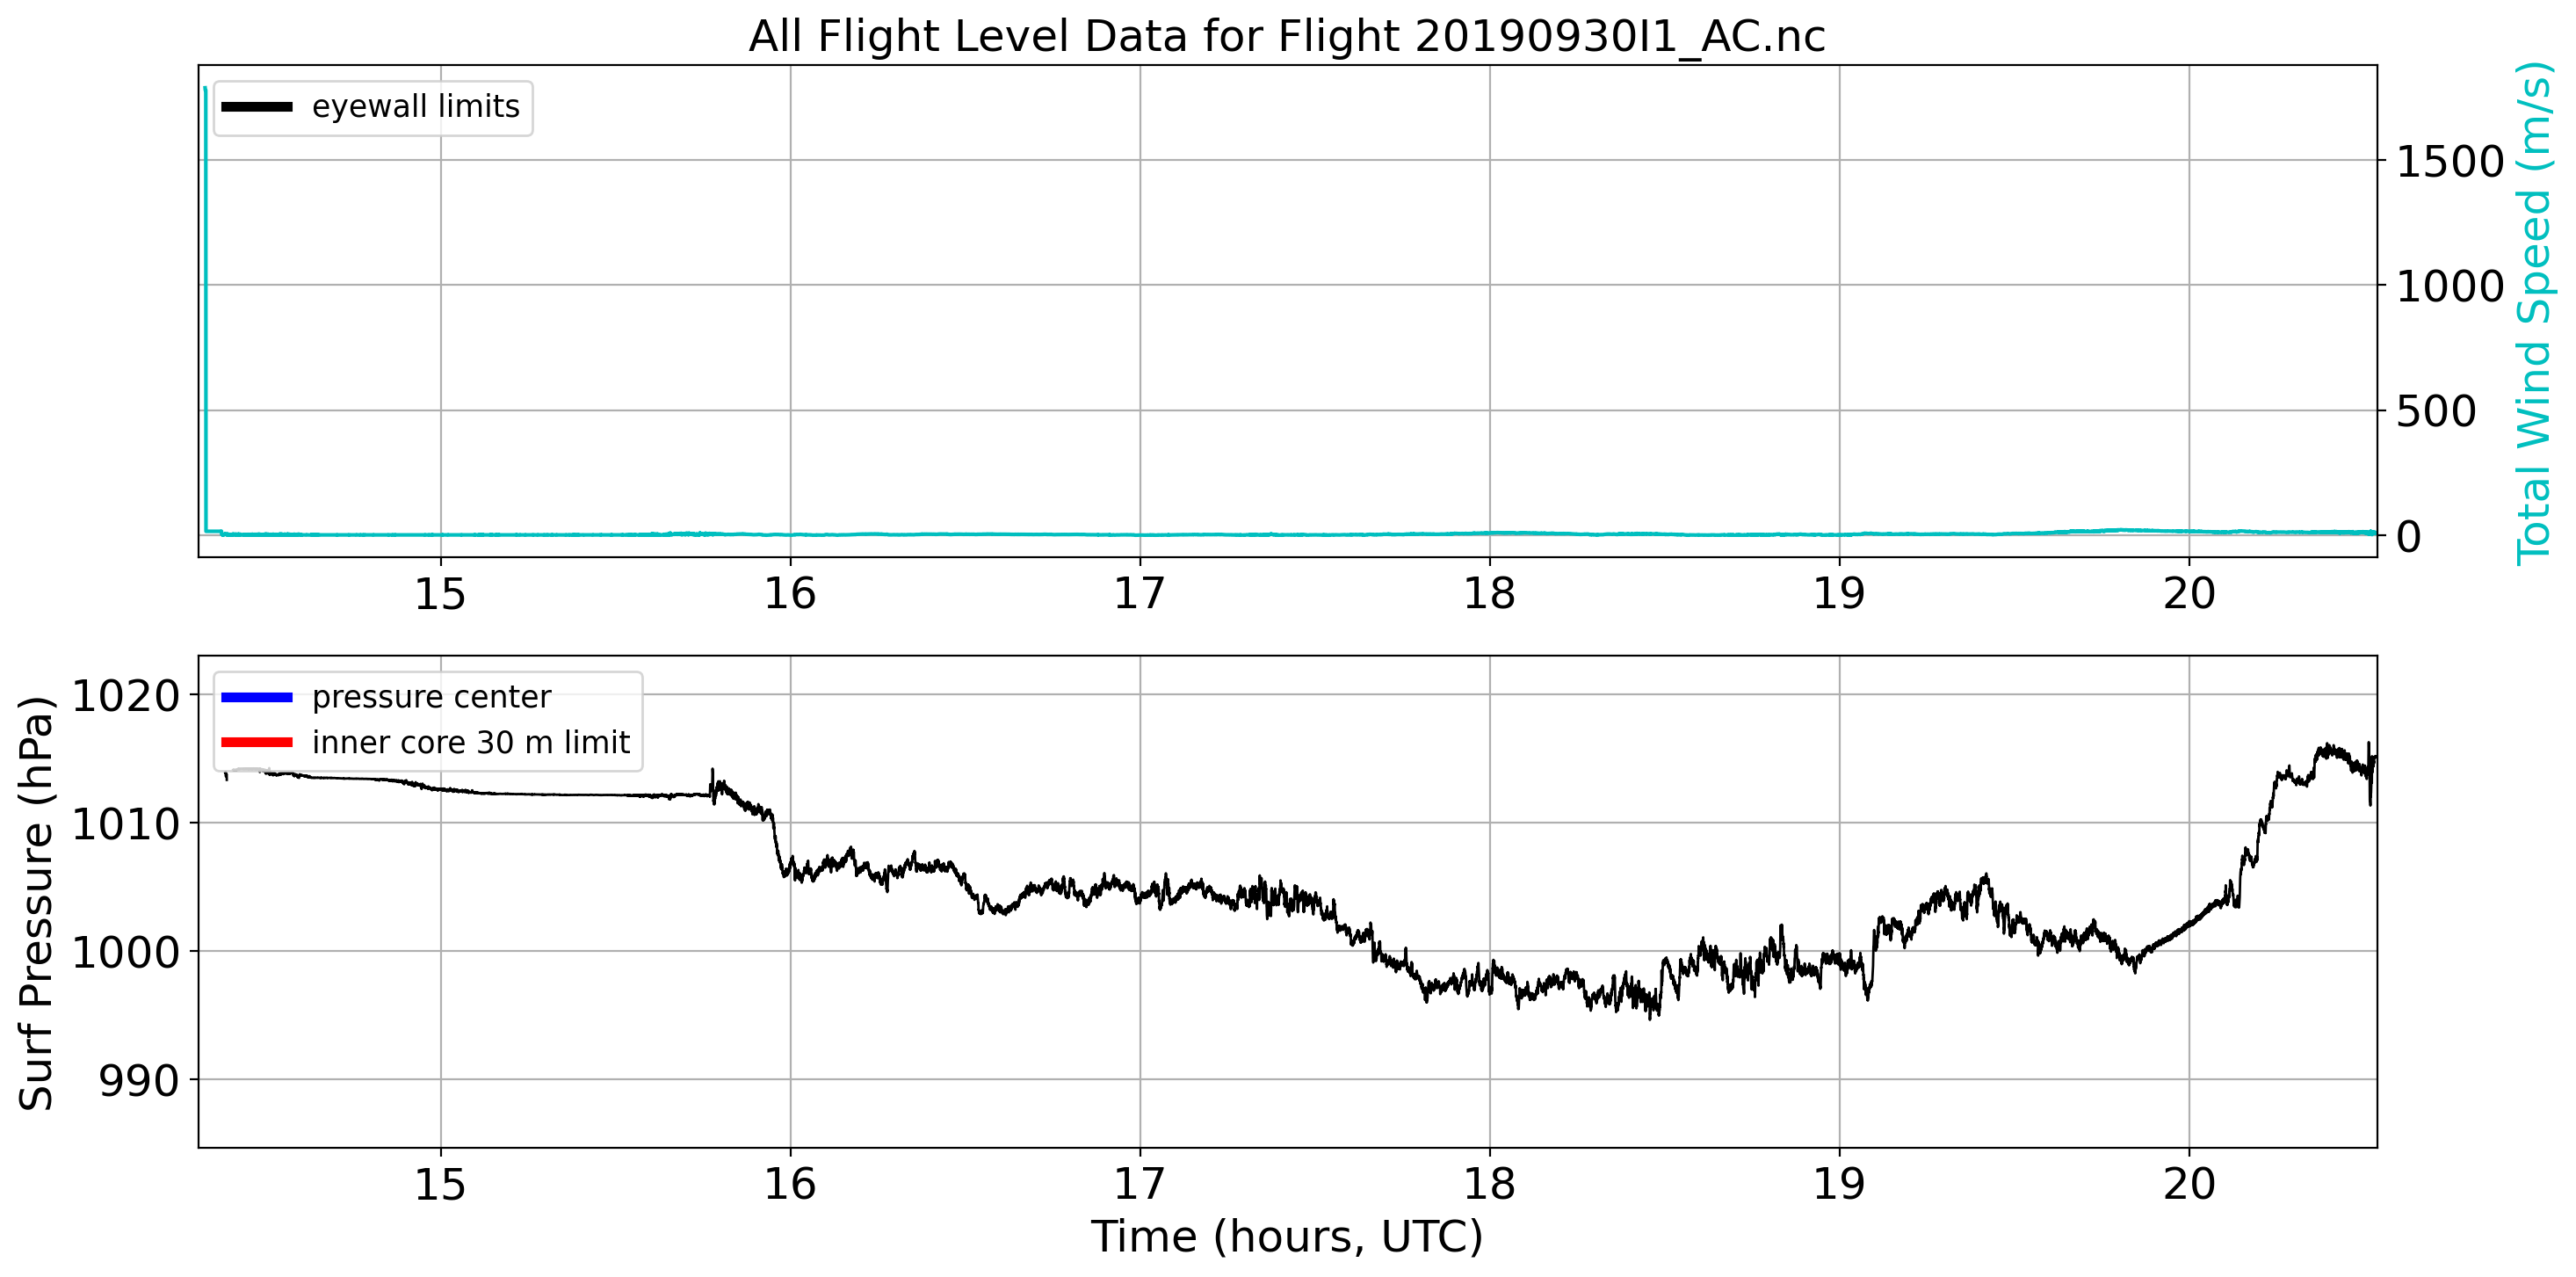 All Flight Level Data for Flight 20190930I1_AC.nc
eyewall limits
1500
1000
500
0
Total Wind Speed (m/s)
15 16 17 18 19 20
pressure center
inner core 30 m limit
1020
1010
1000
990
Surf Pressure (hPa)
15 16 17 18 19 20
Time (hours, UTC)